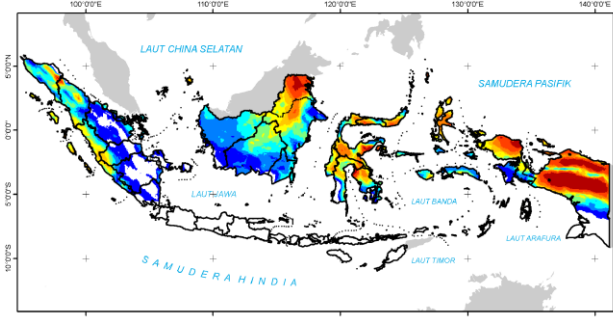 100°0'0"E 110°0'0"E 120°0'0"E 130°0'0"E 140°0'0"E
LAUT CHINA SELATAN
5°0'0"N
SAMUDERA PASIFIK
0°0'0"
LAUT JAWA
5°0'0"S
LAUT BANDA
LAUT ARAFURA
10°0'0"S
SAMUDERA HINDIA
LAUT TIMOR